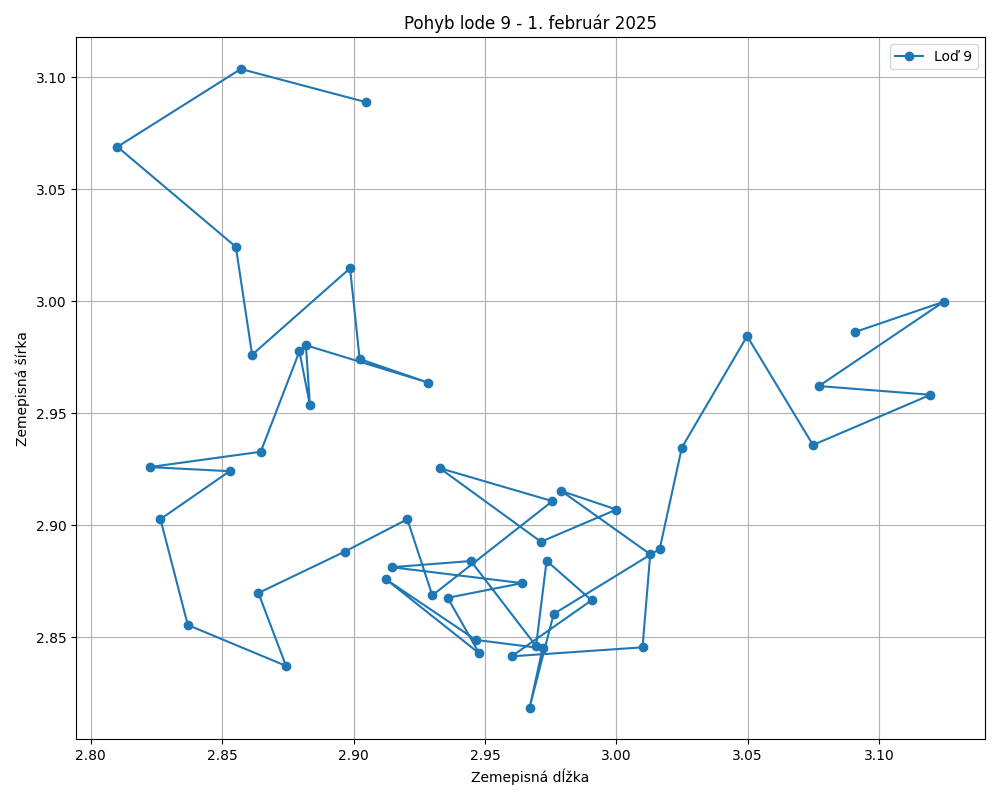 Pohyb lode 9 - 1. február 2025
Loď 9
3.10
3.05
3.00
2.95
2.90
2.85
Zemepisná šírka
2.80 2.85 2.90 2.95 3.00 3.05 3.10
Zemepisná dĺžka